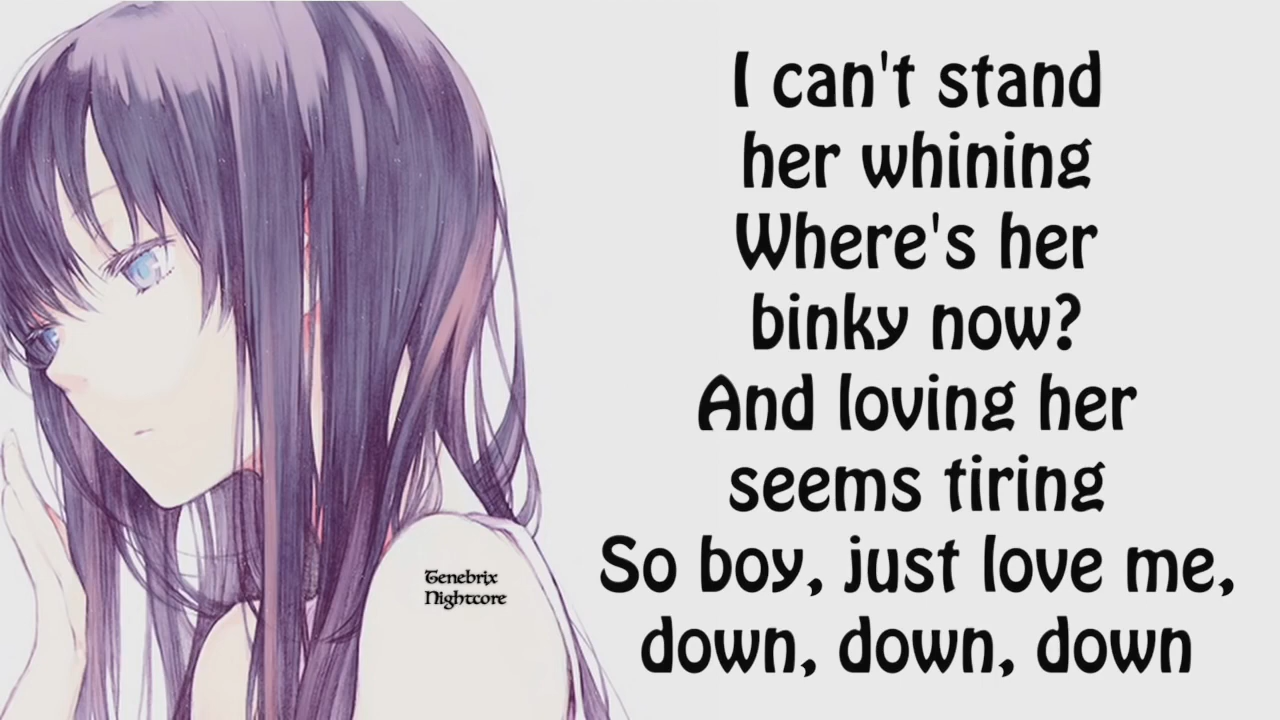 I can't stand
her whining
Where's her
binky now?
And loving her
seems tiring
So boy, just love me,
down, down, down
Tenebrix
Nightcore